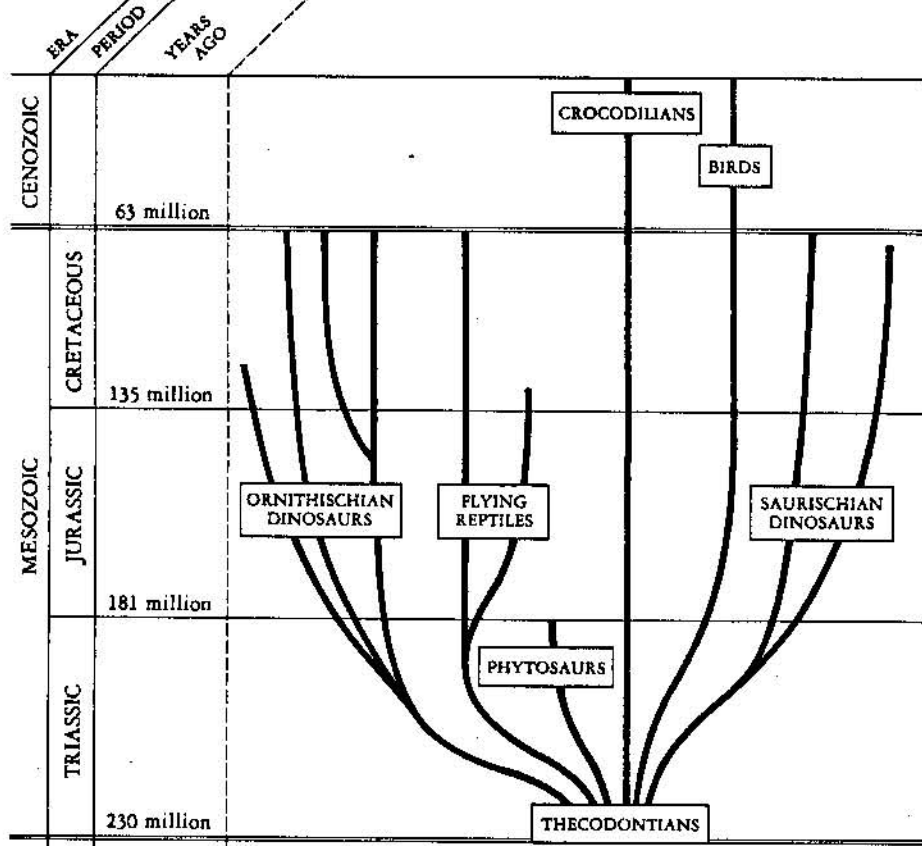 ERA
PERIOD
YEARS
AGO
CENOZOIC
CROCODILIANS
BIRDS
63 million
MESOZOIC
CRETACEOUS
135 million
JURASSIC
ORNITHISCHIAN
DINOSAURS
FLYING
REPTILES
SAURISCHIAN
DINOSAURS
181 million
TRIASSIC
PHYTOSAURS
230 million
THECODONTIANS